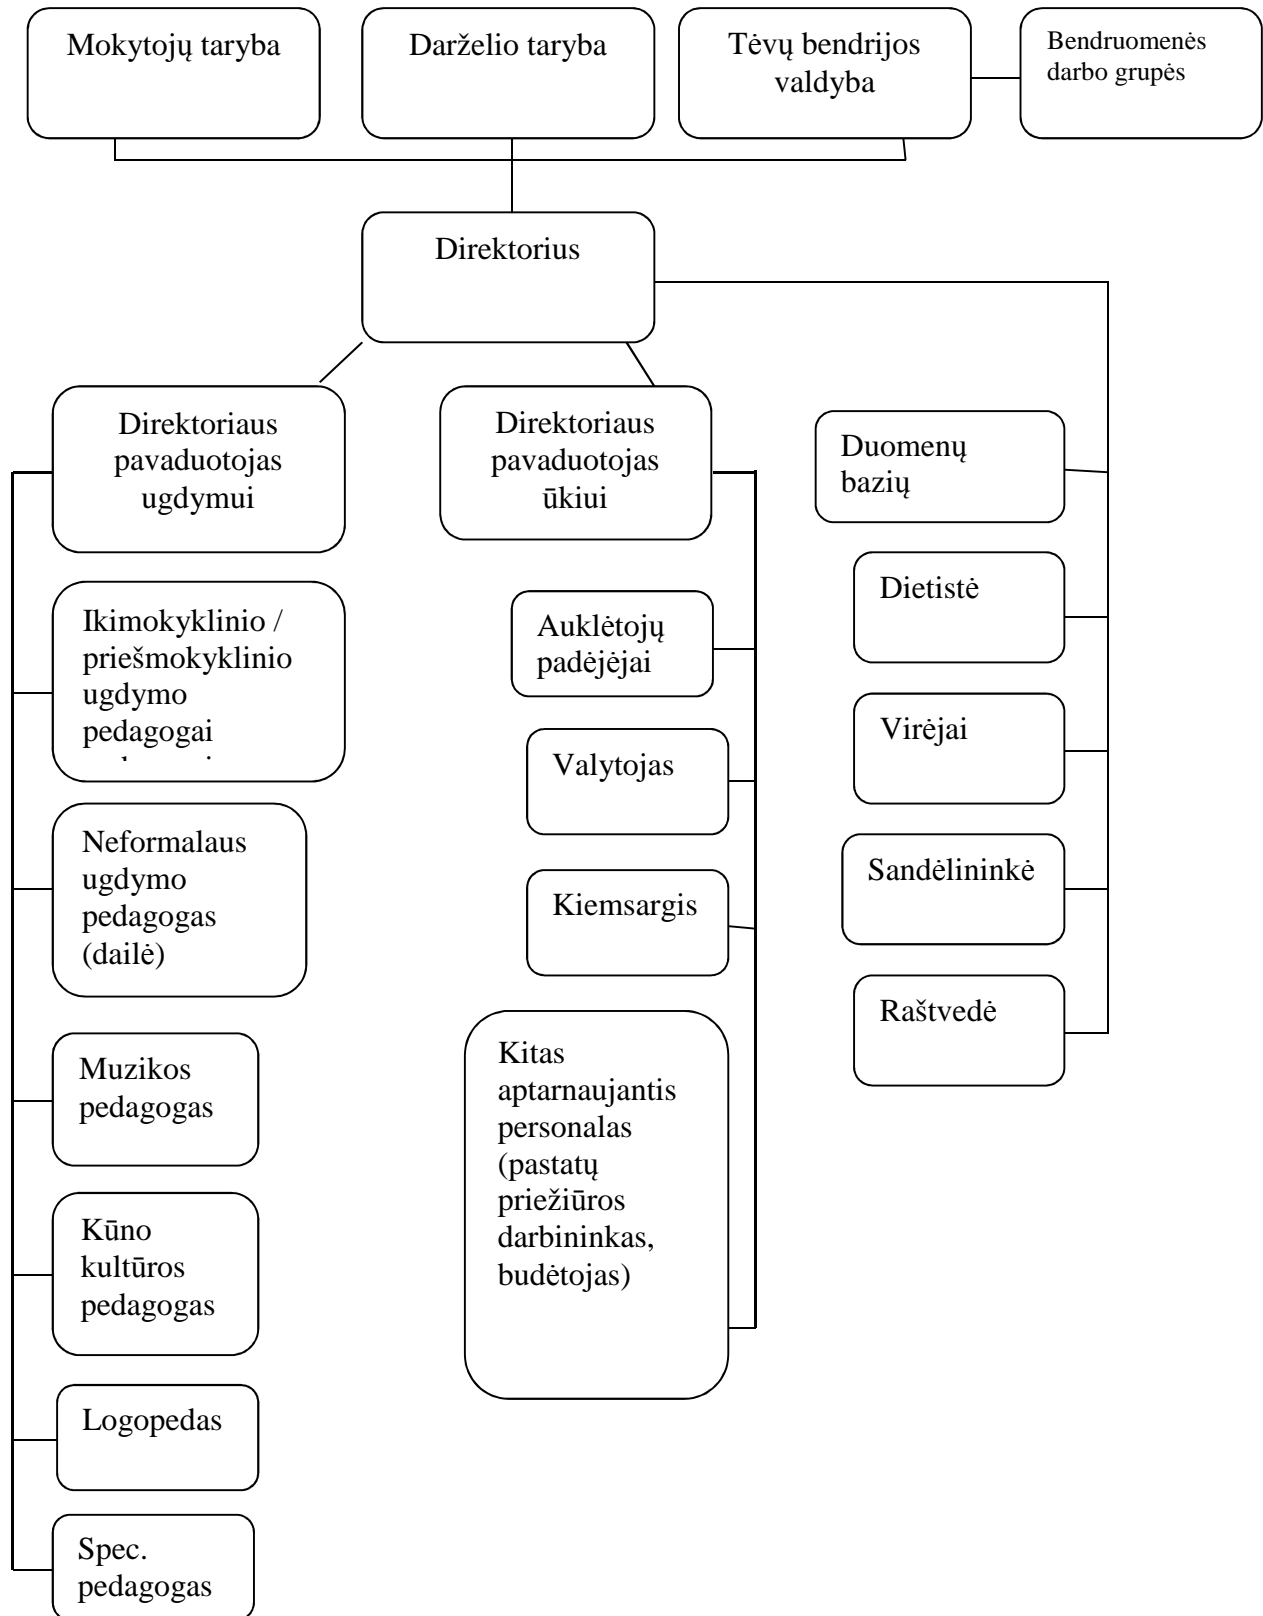 Mokytojų taryba
Darželio taryba
Tėvų bendrijos
valdyba
Bendruomenės
darbo grupės
Direktorius
Direktoriaus
pavaduotojas
ugdymui
Direktoriaus
pavaduotojas
ūkiui
Duomenų
bazių
Ikimokyklinio /
priešmokyklinio
ugdymo
pedagogai
Neformalaus
ugdymo
pedagogas
(dailė)
Muzikos
pedagogas
Kūno
kultūros
pedagogas
Logopedas
Spec.
pedagogas
Auklėtojų
padėjėjai
Valytojas
Kiemsargis
Kitas
aptarnaujantis
personalas
(pastatų
priežiūros
darbininkas,
budėtojas)
Dietistė
Virėjai
Sandėlininkė
Raštvedė